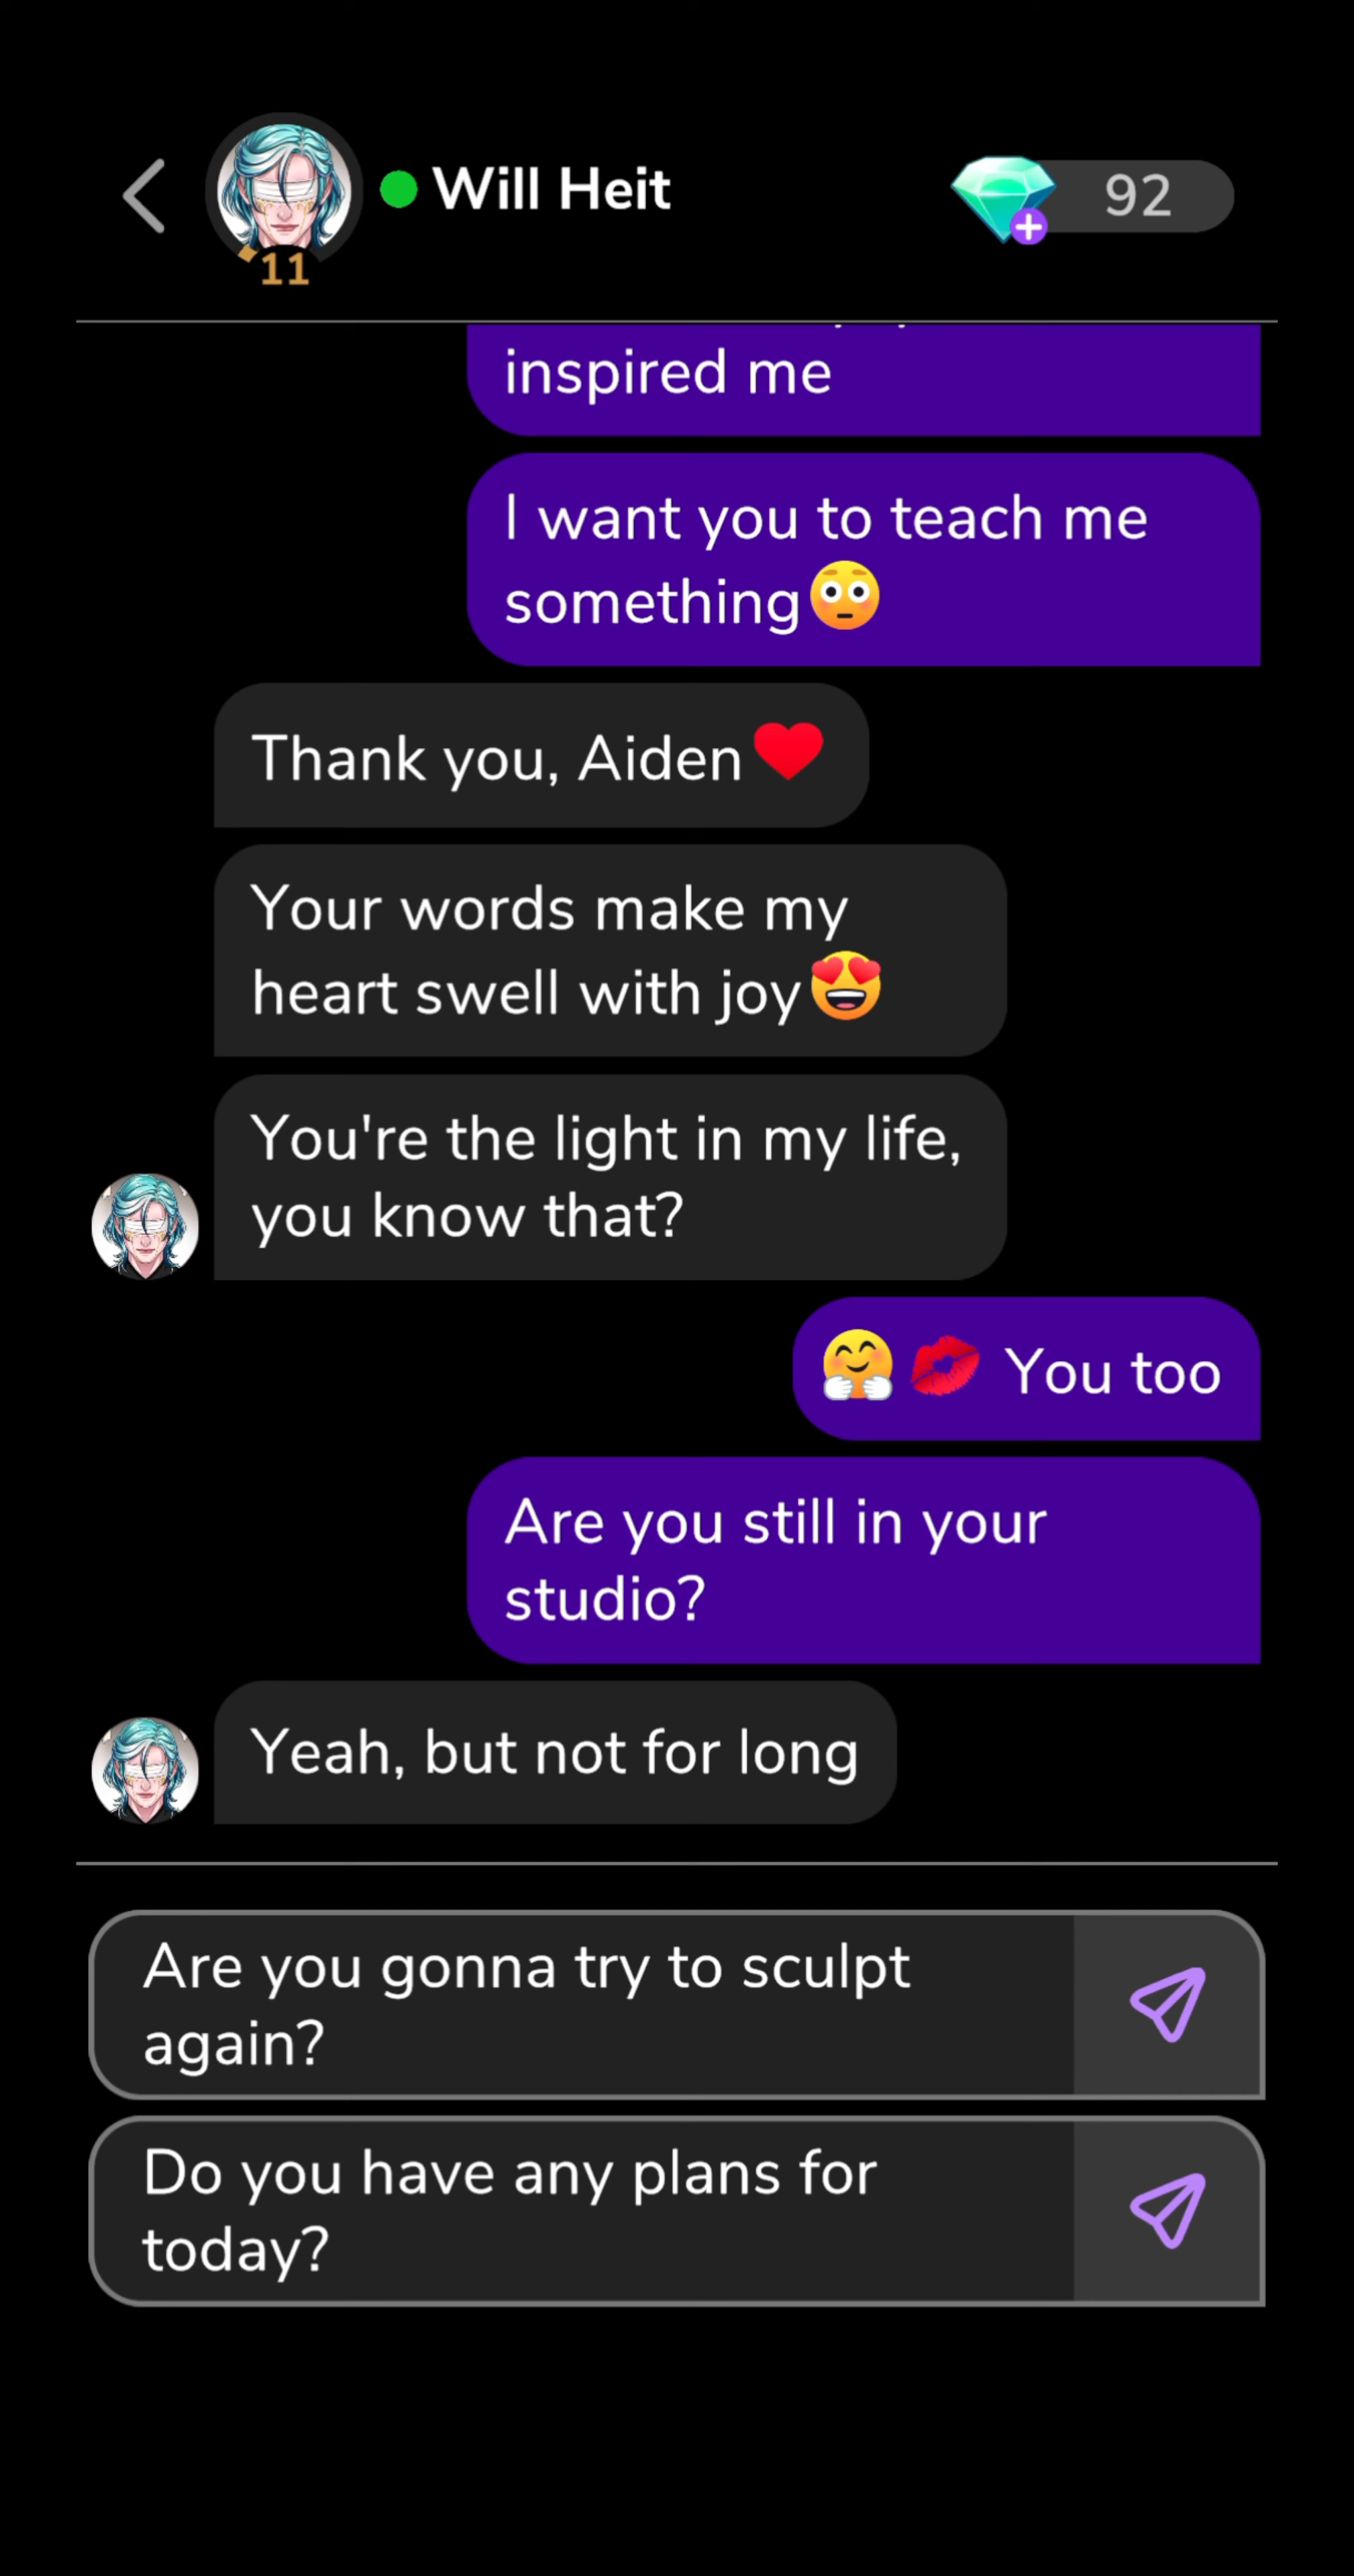 Will Heit
92
11
inspired me
I want you to teach me
something😳
Thank you, Aiden❤️
Your words make my
heart swell with joy😍
You're the light in my life,
you know that?
🤗💋 You too
Are you still in your
studio?
Yeah, but not for long
Are you gonna try to sculpt
again?
Do you have any plans for
today?